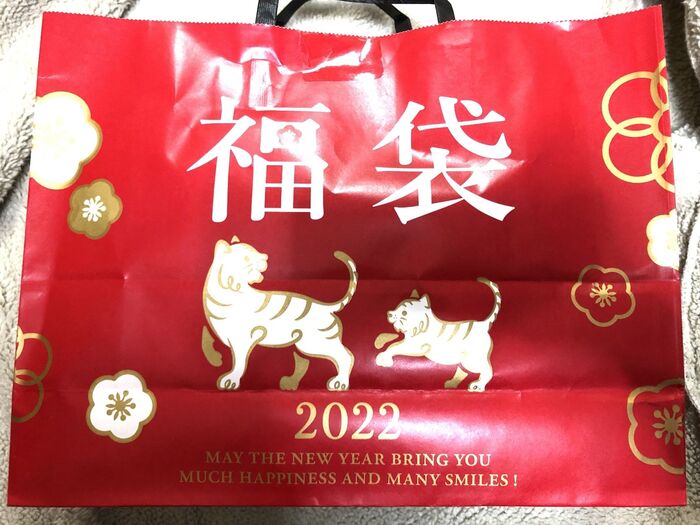 福袋
2022
MAY THE NEW YEAR BRING YOU
MUCH HAPPINESS AND MANY SMILES!